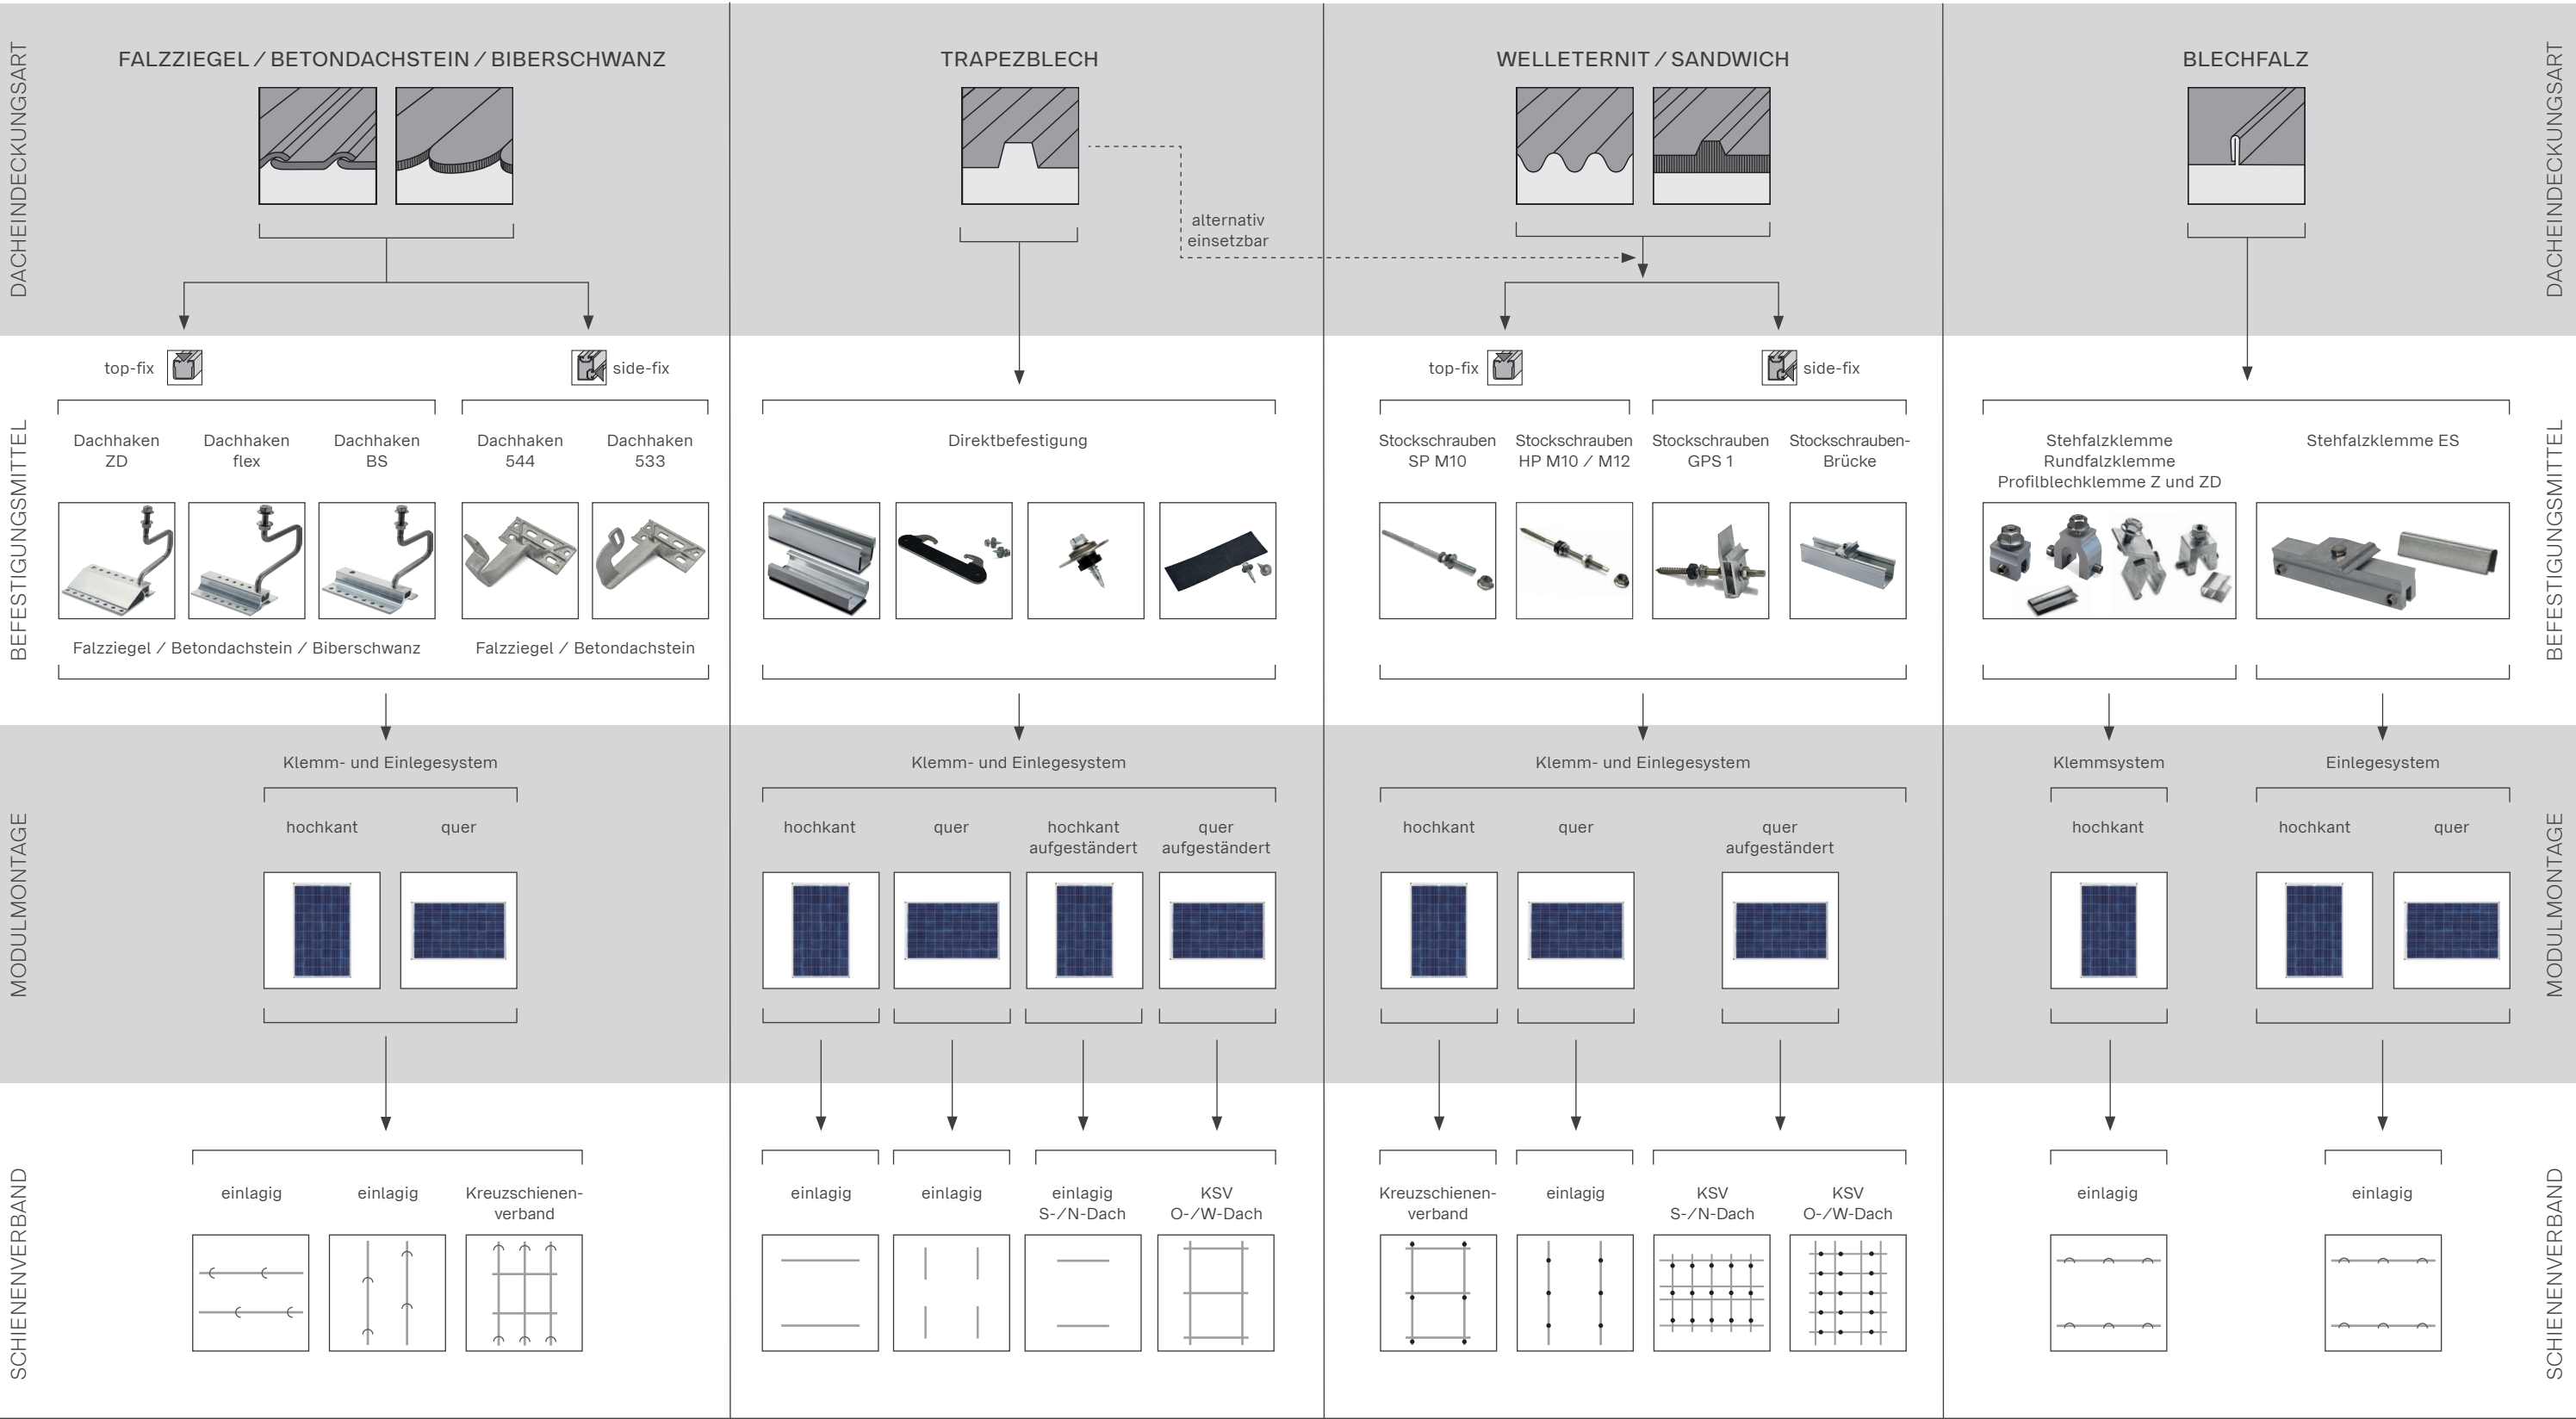 DACHEINDECKUNGSART
FALZZIEGEL / BETONDACHSTEIN / BIBERSCHWANZ
TRAPEZBLECH
WELLETERNIT / SANDWICH
BLECHFALZ
DACHEINDECKUNGSART
alternativ
einsetzbar
BEFESTIGUNGSMITTEL
top-fix
side-fix
top-fix
side-fix
BEFESTIGUNGSMITTEL
Dachhaken
ZD
Dachhaken
flex
Dachhaken
BS
Dachhaken
544
Dachhaken
533
Direktbefestigung
Stockschrauben
SP M10
Stockschrauben
HP M10 / M12
Stockschrauben
GPS 1
Stockschrauben-
Brücke
Stehfalzklemme
Rundfalzklemme
Profilblechklemme Z und ZD
Stehfalzklemme ES
Falzziegel / Betondachstein / Biberschwanz
Falzziegel / Betondachstein
MODULMONTAGE
Klemm- und Einlegesystem
Klemm- und Einlegesystem
Klemm- und Einlegesystem
Klemmsystem
Einlegesystem
MODULMONTAGE
hochkant
quer
hochkant
quer
hochkant
aufgeständert
quer
aufgeständert
hochkant
quer
quer
aufgeständert
hochkant
hochkant
quer
SCHIENENVERBAND
einlagig
einlagig
Kreuzschienen-
verband
einlagig
einlagig
einlagig
S-/N-Dach
KSV
O-/W-Dach
Kreuzschienen-
verband
einlagig
KSV
S-/N-Dach
KSV
O-/W-Dach
einlagig
einlagig
SCHIENENVERBAND